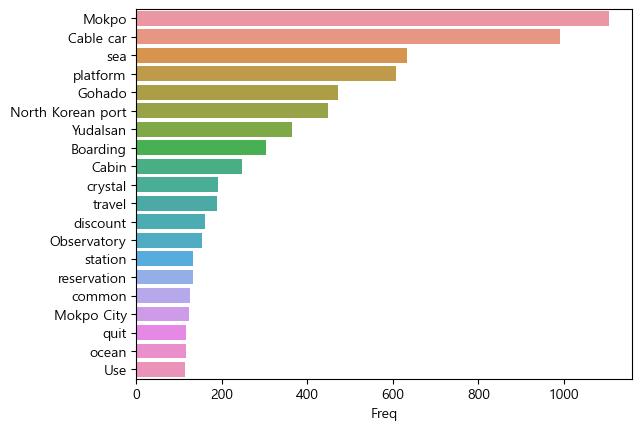 Mokpo
Cable car
sea
platform
Gohado
North Korean port
Yudalsan
Boarding
Cabin
crystal
travel
discount
Observatory
station
reservation
common
Mokpo City
quit
ocean
Use
0 200 400 600 800 1000
Freq